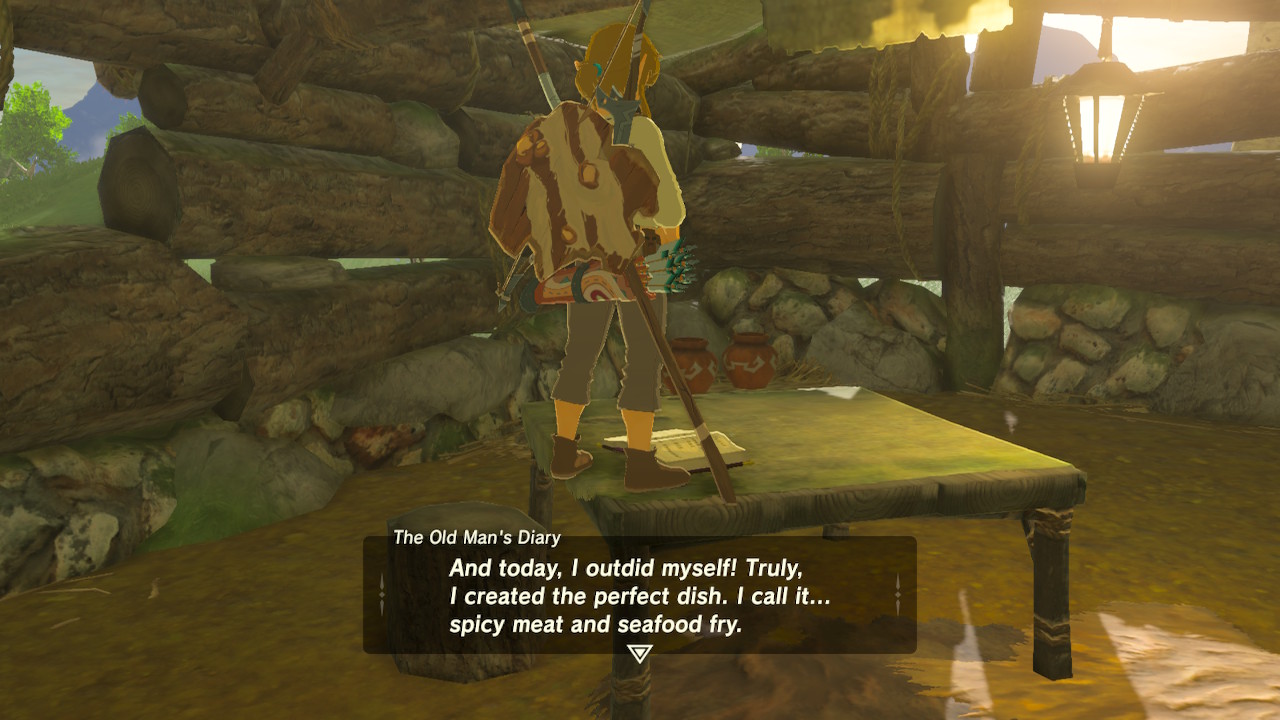 The Old Man's Diary
And today, I outdid myself! Truly,
I created the perfect dish. I call it...
spicy meat and seafood fry.